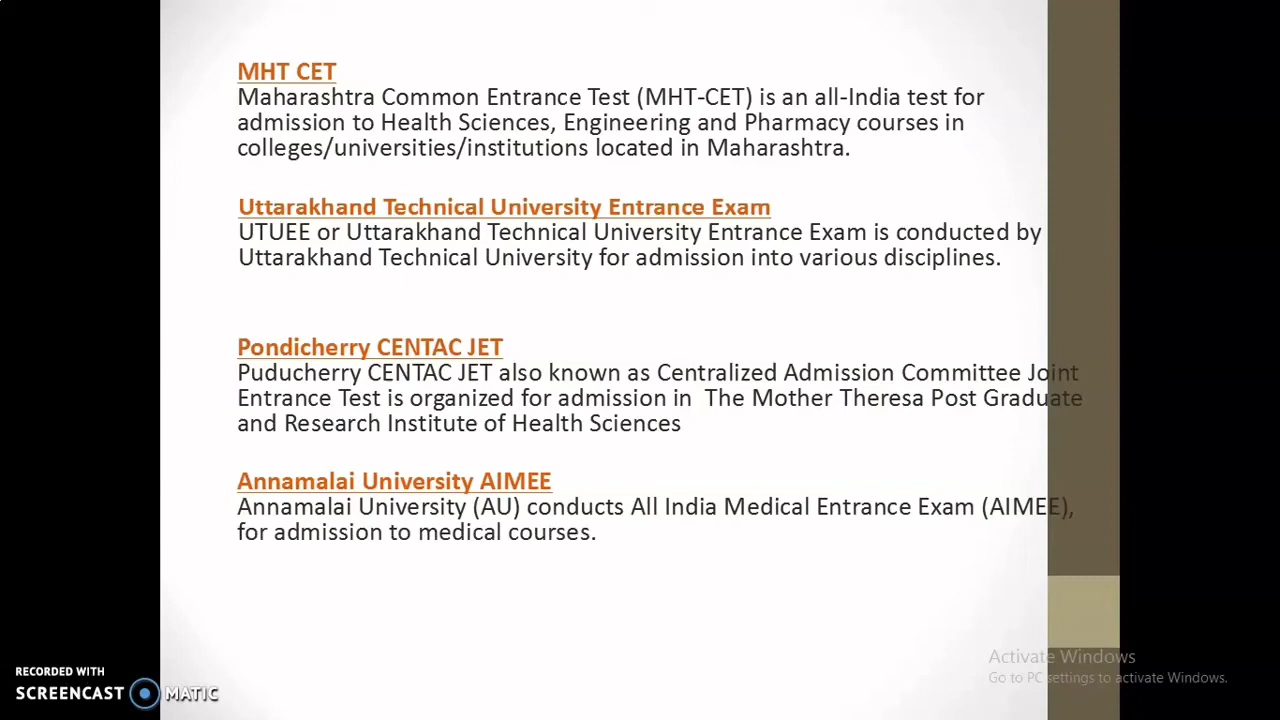 MHT CET
Maharashtra Common Entrance Test (MHT-CET) is an all-India test for
admission to Health Sciences, Engineering and Pharmacy courses in
colleges/universities/institutions located in Maharashtra.
Uttarakhand Technical University Entrance Exam
UTUEE or Uttarakhand Technical University Entrance Exam is conducted by
Uttarakhand Technical University for admission into various disciplines.
Pondicherry CENTAC JET
Puducherry CENTAC JET also known as Centralized Admission Committee Joint
Entrance Test is organized for admission in  The Mother Theresa Post Graduate
and Research Institute of Health Sciences
Annamalai University AIMEE
Annamalai University (AU) conducts All India Medical Entrance Exam (AIMEE),
for admission to medical courses.
Activate Windows
Go to PC settings to activate Windows.
RECORDED WITH
SCREENCAST MATIC